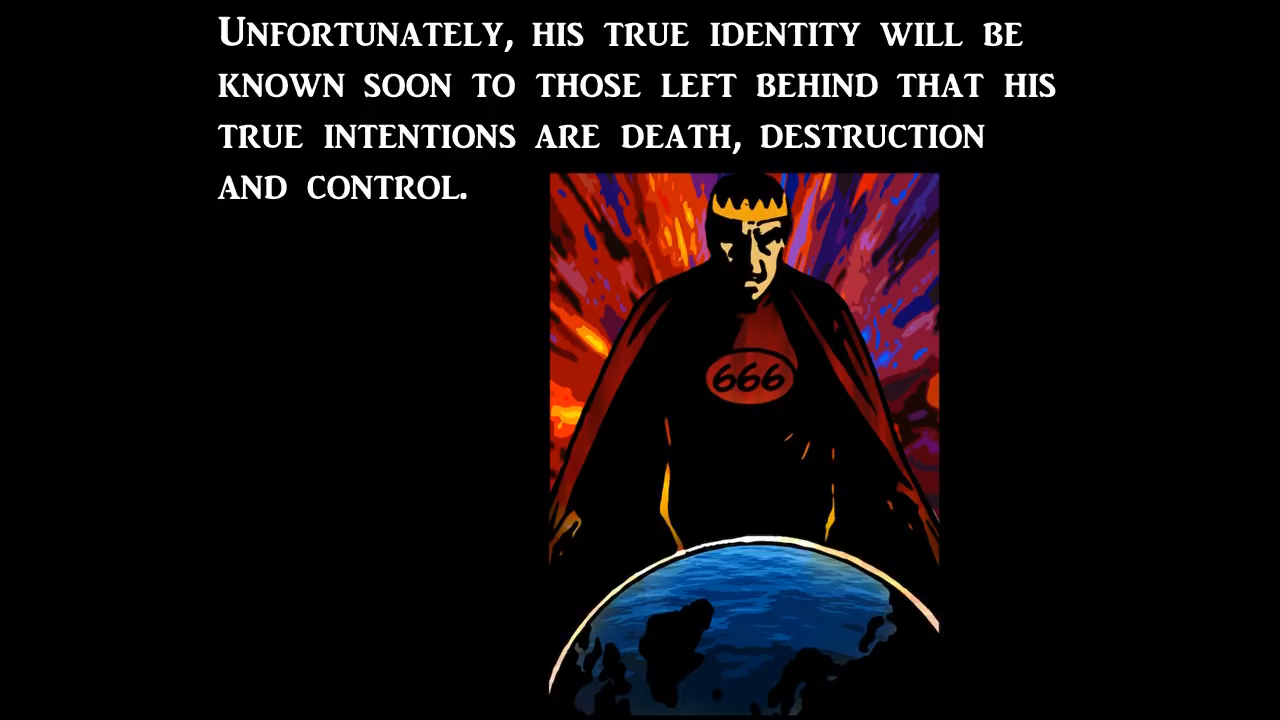 Unfortunately, his true identity will be
known soon to those left behind that his
true intentions are death, destruction
and control.
666